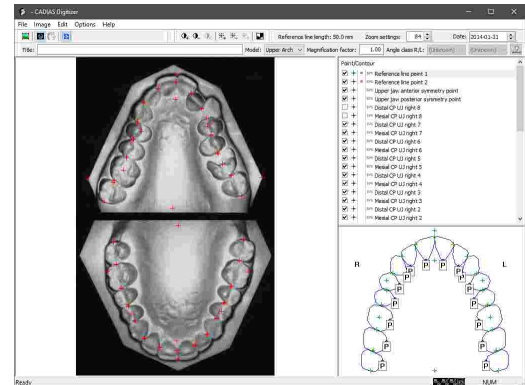 - CADIAS Digitizer
File Image Edit Options Help
Reference line length: 50.0 mm Zoom settings: 84 Date: 2014-01-31
Title: Model: Upper Arch Magnification factor: 1.00 Angle class R/L: (Unknown) (Unknown)
Point/Contour
Reference line point 1
Reference line point 2
Upper jaw anterior symmetry point
Upper jaw posterior symmetry point
Distal CP UJ right 8
Mesial CP UJ right 8
Distal CP UJ right 7
Mesial CP UJ right 7
Distal CP UJ right 6
Mesial CP UJ right 6
Distal CP UJ right 5
Mesial CP UJ right 5
Distal CP UJ right 4
Mesial CP UJ right 4
Distal CP UJ right 3
Mesial CP UJ right 3
Distal CP UJ right 2
Mesial CP UJ right 2
R L
P P P P
P P
P P
P P
P P
P P
P P
Ready NUM